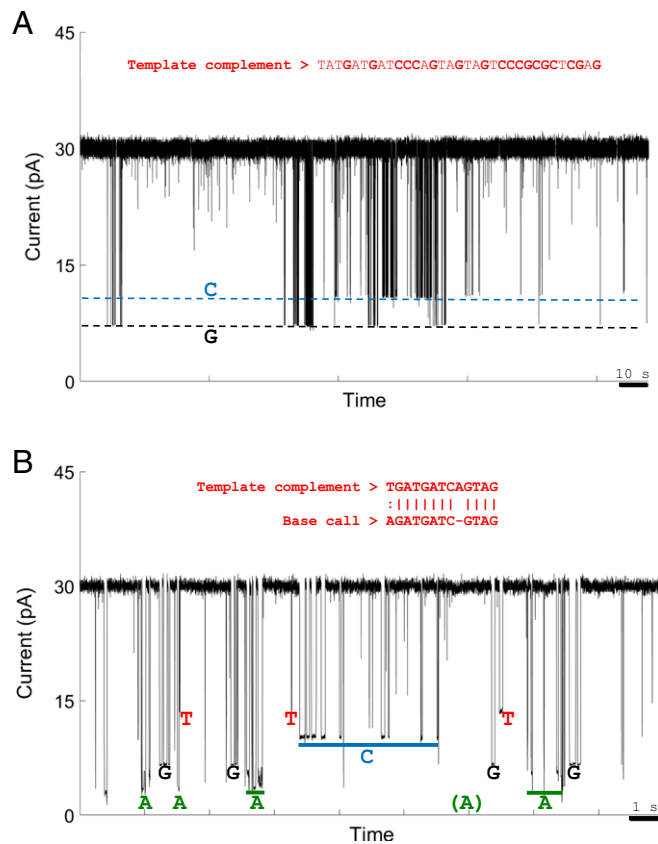 A
45
Template complement > TATGATGATCCCAGTAGTAGTCCCGCGCTCGAG
30
Current (pA)
15
C
G
0
10 s
Time
B
45
Template complement > TGATGATCAGTAG
:||||||| ||||
Base call > AGATGATC-GTAG
30
Current (pA)
15
T T T
C
G G G G
A A A (A) A
0
1 s
Time